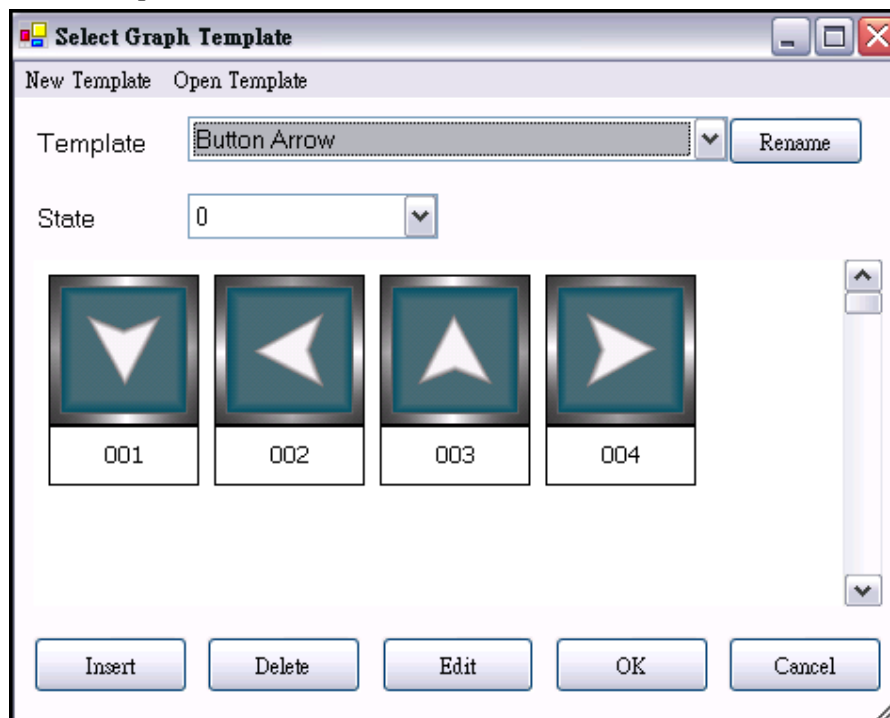 Select Graph Template
New Template Open Template
Template Button Arrow Rename
State 0
001 002 003 004
Insert Delete Edit OK Cancel